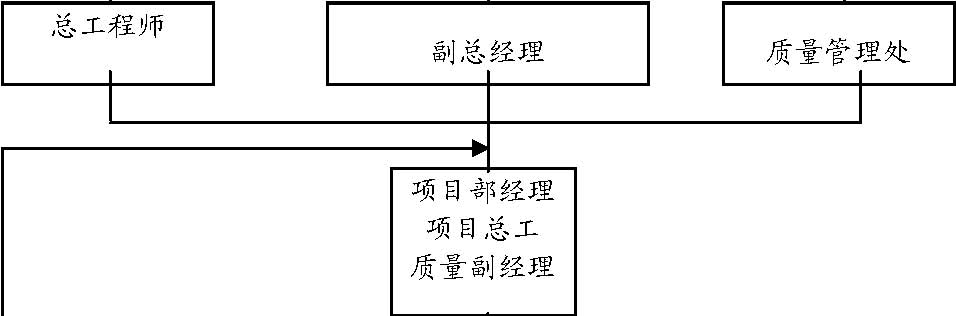 总工程师
副总经理
质量管理处
项目部经理
项目总工
质量副经理